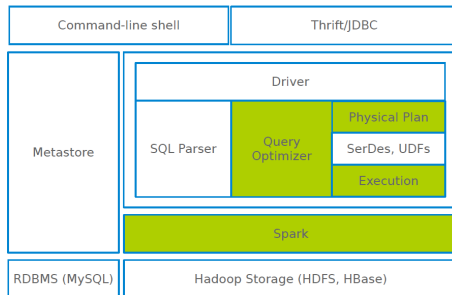 Command-line shell
Thrift/JDBC
Metastore
Driver
SQL Parser
Query
Optimizer
Physical Plan
SerDes, UDFs
Execution
Spark
RDBMS (MySQL)
Hadoop Storage (HDFS, HBase)